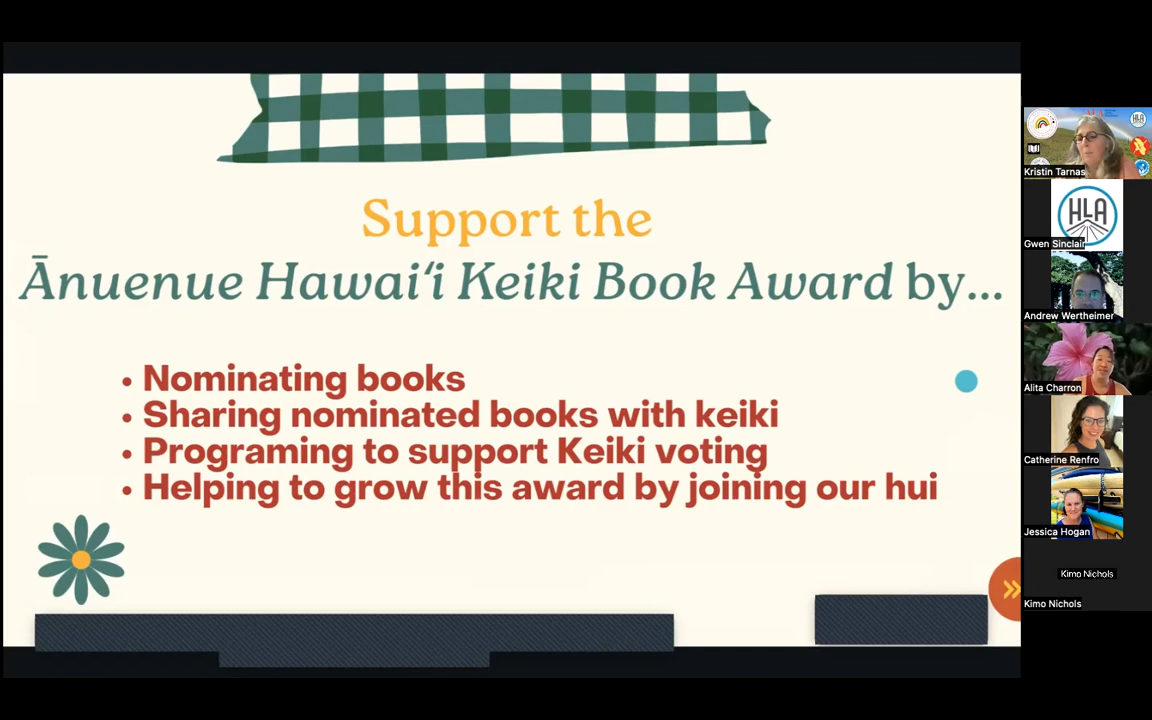 Support the
Ānuenue Hawai‘i Keiki Book Award by...
• Nominating books
• Sharing nominated books with keiki
• Programing to support Keiki voting
• Helping to grow this award by joining our hui
HLA
Kristin Tarnas
HLA
Gwen Sinclair
Andrew Wertheimer
Alita Charron
Catherine Renfro
Jessica Hogan
Kimo Nichols
Kimo Nichols